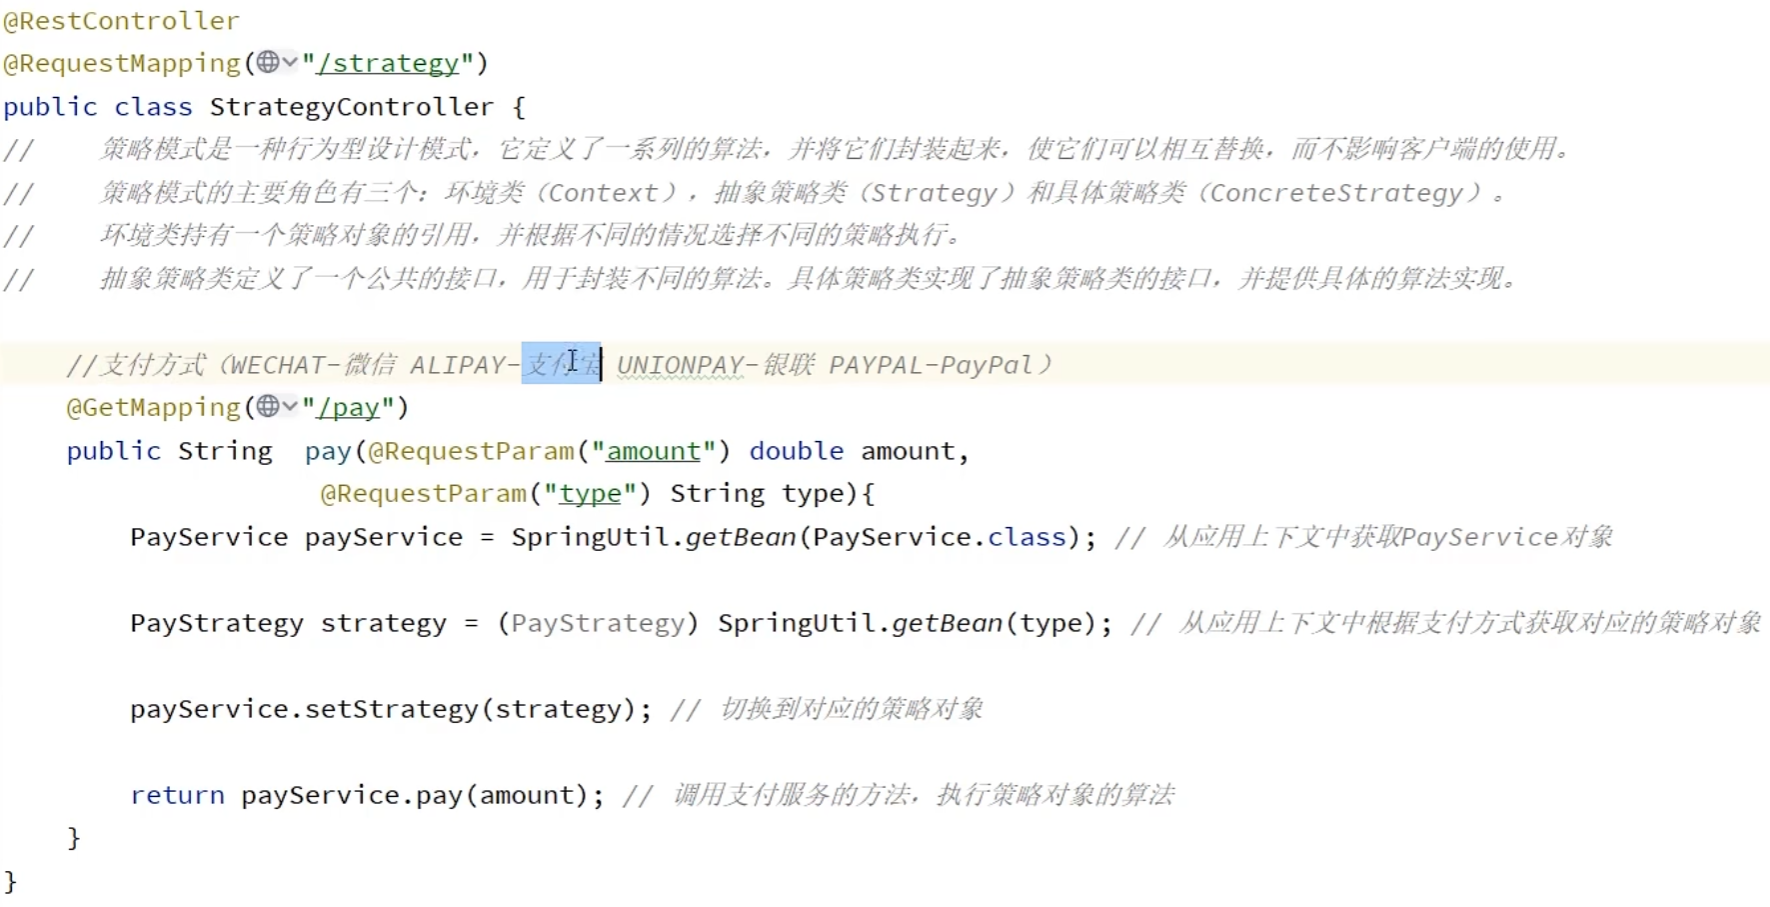 @RestController
@RequestMapping("/strategy")
public class StrategyController {
//    策略模式是一种行为型设计模式，它定义了一系列的算法，并将它们封装起来，使它们可以相互替换，而不影响客户端的使用。
//    策略模式的主要角色有三个：环境类（Context），抽象策略类（Strategy）和具体策略类（ConcreteStrategy）。
//    环境类持有一个策略对象的引用，并根据不同的情况选择不同的策略执行。
//    抽象策略类定义了一个公共的接口，用于封装不同的算法。具体策略类实现了抽象策略类的接口，并提供具体的算法实现。
    //支付方式（WECHAT-微信 ALIPAY-支付宝 UNIONPAY-银联 PAYPAL-PayPal）
    @GetMapping("/pay")
    public String  pay(@RequestParam("amount") double amount,
                    @RequestParam("type") String type){
        PayService payService = SpringUtil.getBean(PayService.class); // 从应用上下文中获取PayService对象
        PayStrategy strategy = (PayStrategy) SpringUtil.getBean(type); // 从应用上下文中根据支付方式获取对应的策略对象
        payService.setStrategy(strategy); // 切换到对应的策略对象
        return payService.pay(amount); // 调用支付服务的方法，执行策略对象的算法
    }
}